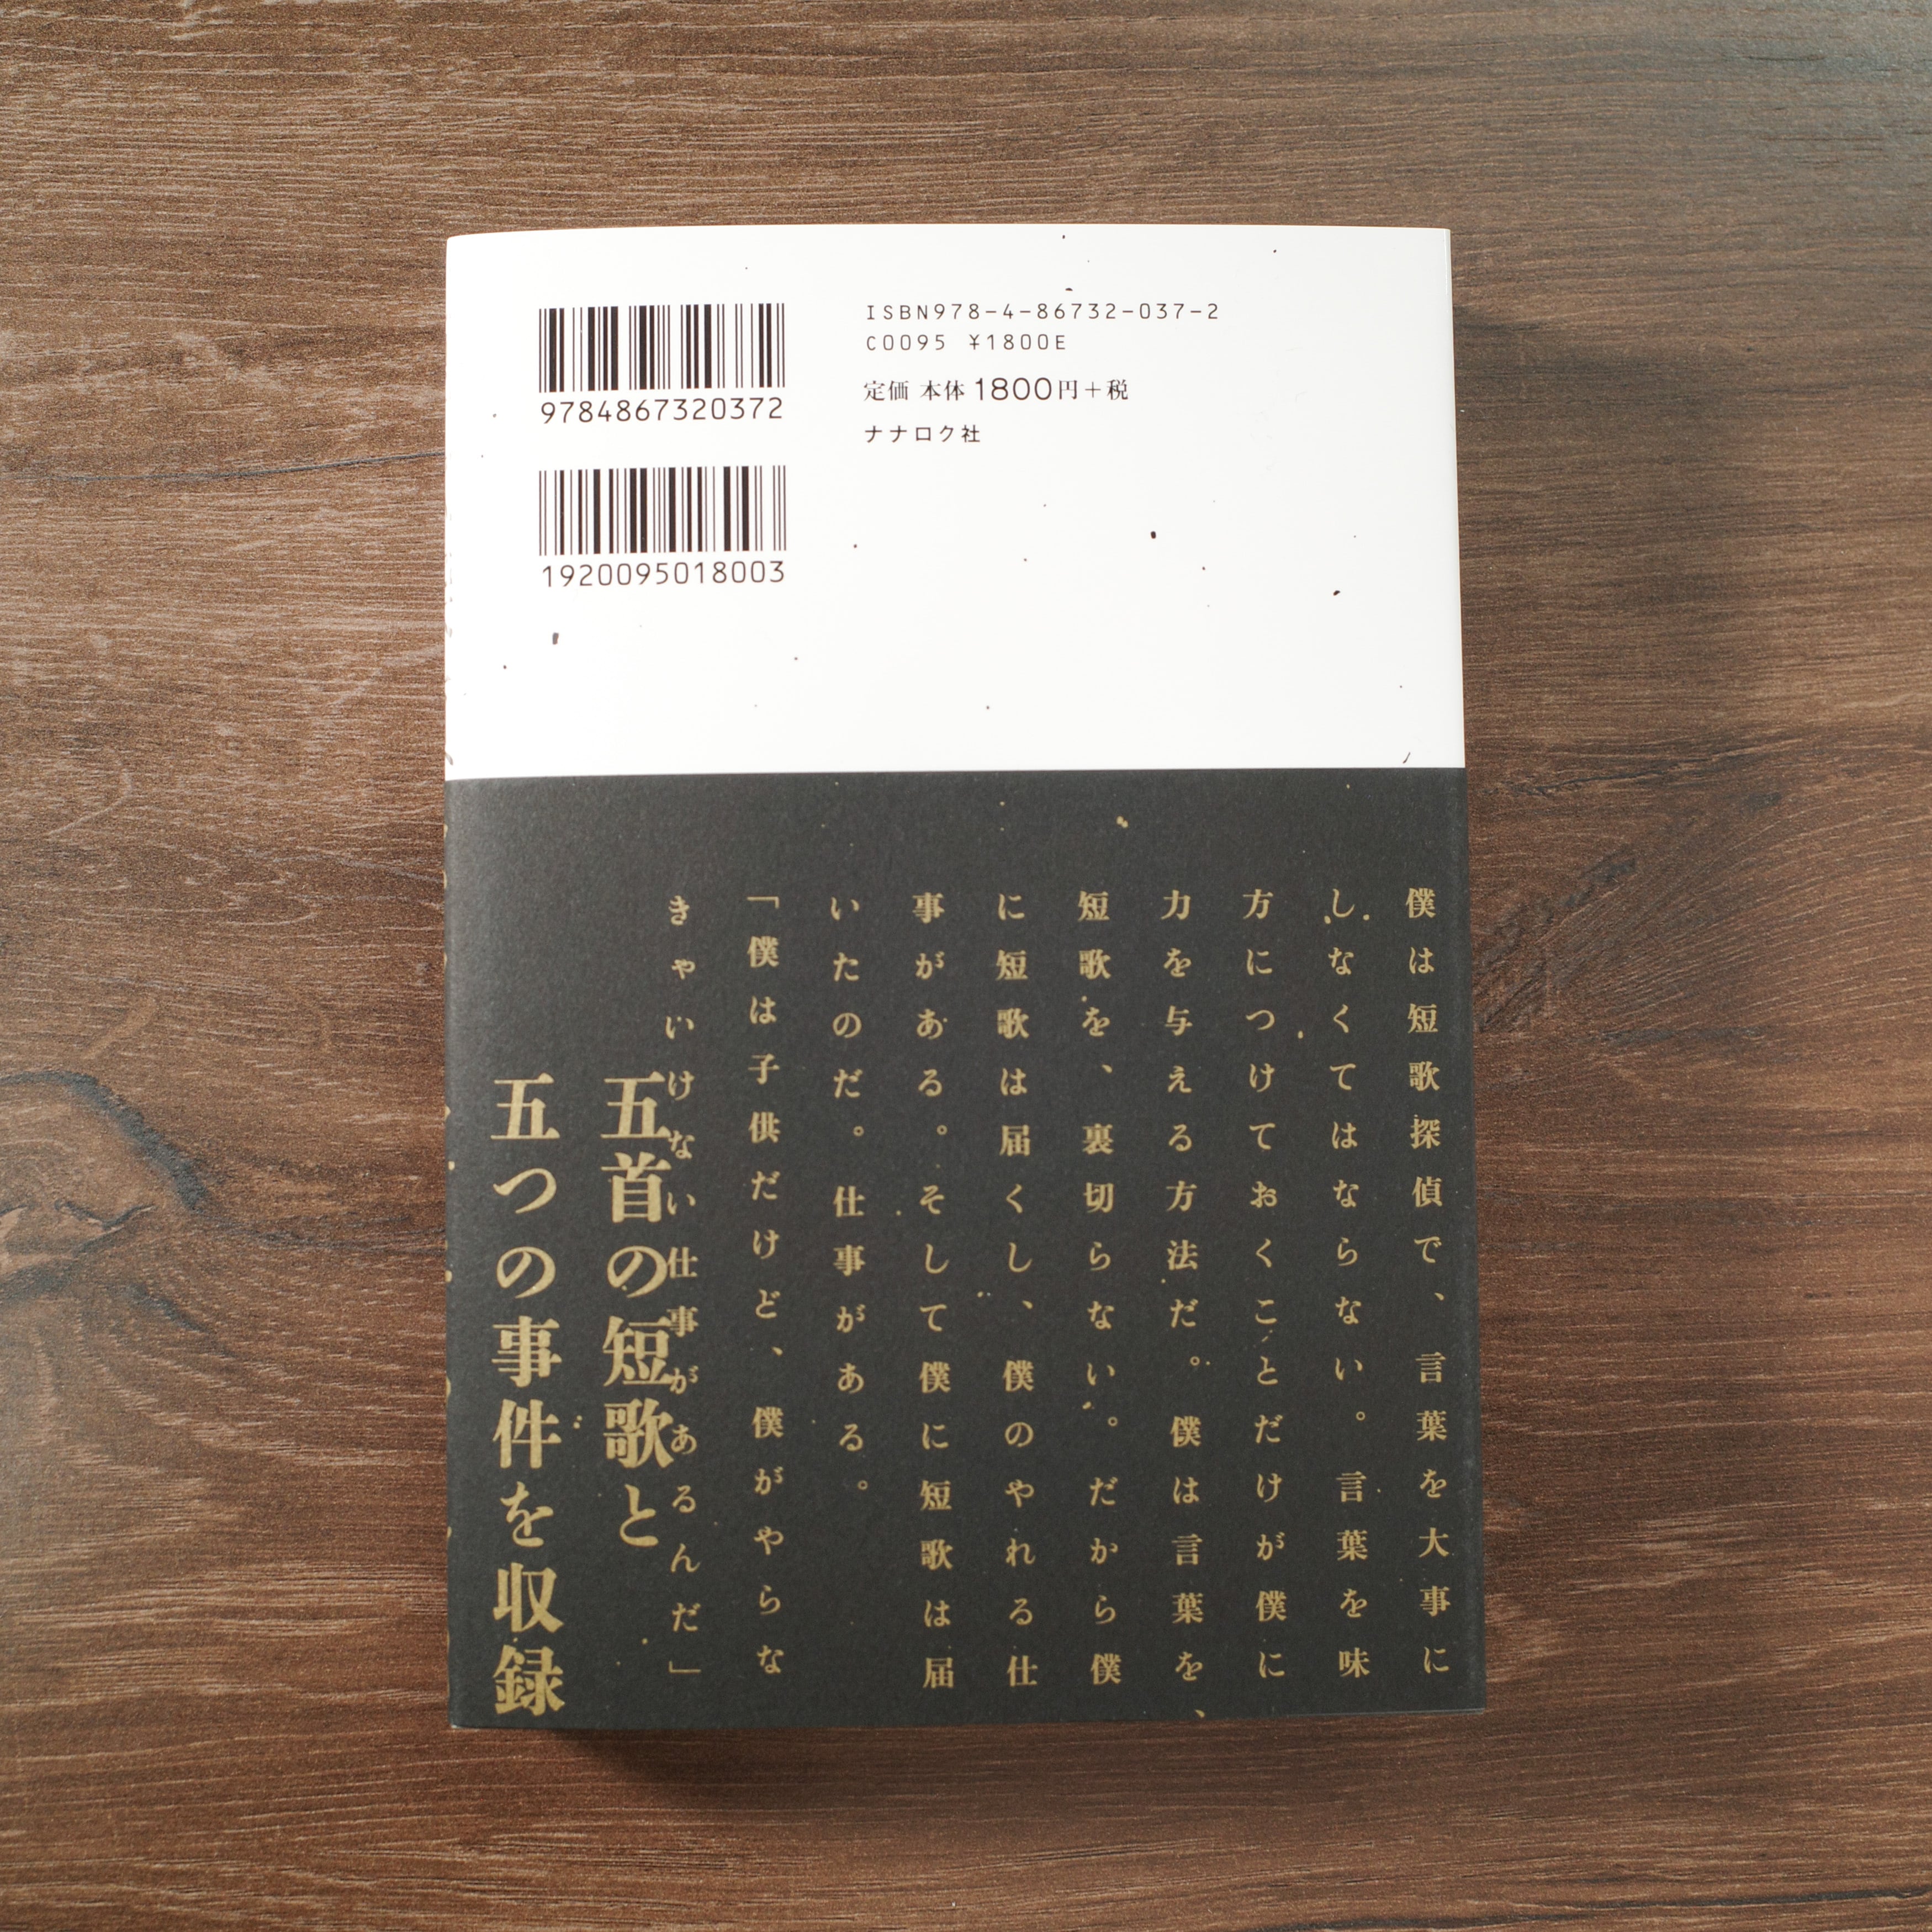 9784867320372
1920095018003
ISBN978-4-86732-037-2
C0095 ¥1800E
定価 本体1800円+税
ナナロク社
僕は短歌探偵で、言葉を大事に
しなくてはならない。言葉を味
方につけておくことだけが僕に
力を与える方法だ。僕は言葉を、
短歌を、裏切らない。だから僕
に短歌は届くし、僕のやれる仕
事がある。そして僕に短歌は届
いたのだ。仕事がある。
「僕は子供だけど、僕がやらな
きゃいけない仕事があるんだ」
五首の短歌と
五つの事件を収録